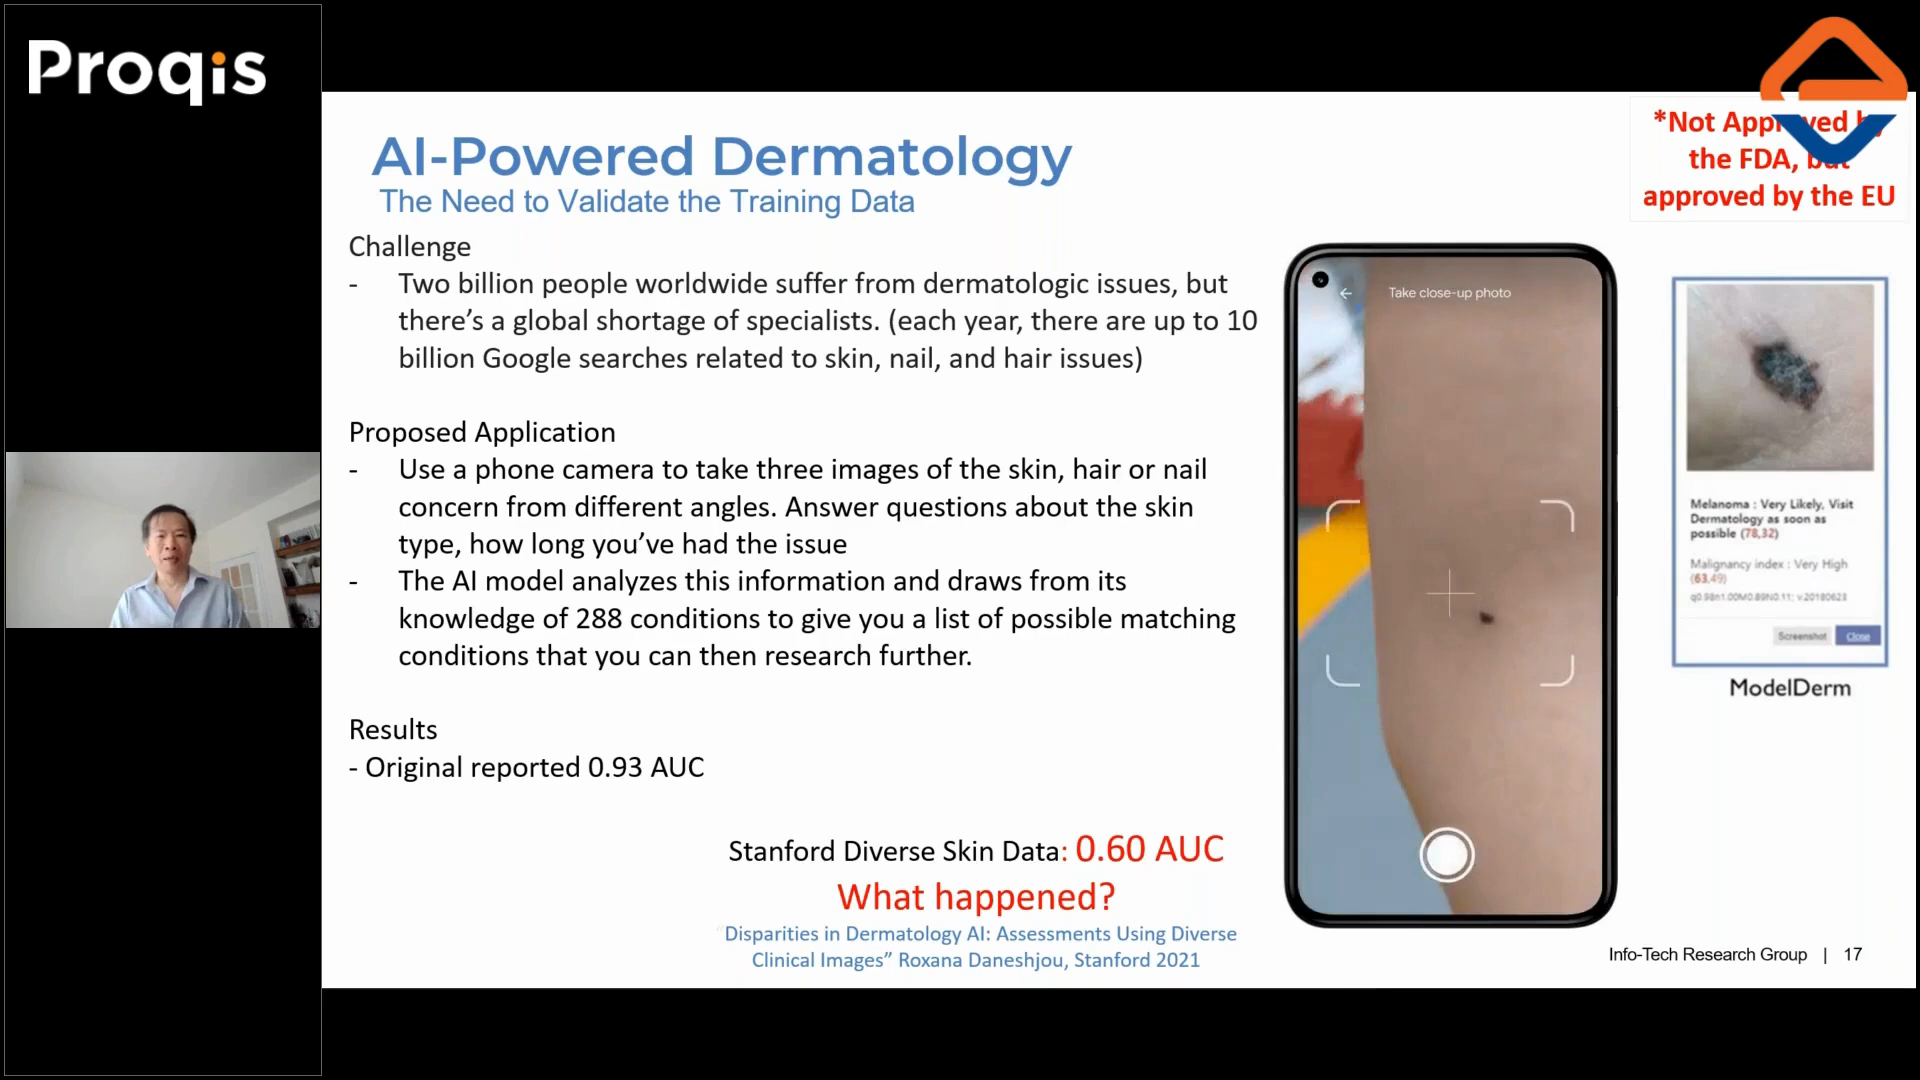 Proqis
*Not Approved by
the FDA, but
approved by the EU
AI-Powered Dermatology
The Need to Validate the Training Data
Challenge
- Two billion people worldwide suffer from dermatologic issues, but
there’s a global shortage of specialists. (each year, there are up to 10
billion Google searches related to skin, nail, and hair issues)
Proposed Application
- Use a phone camera to take three images of the skin, hair or nail
concern from different angles. Answer questions about the skin
type, how long you’ve had the issue
- The AI model analyzes this information and draws from its
knowledge of 288 conditions to give you a list of possible matching
conditions that you can then research further.
Results
- Original reported 0.93 AUC
Stanford Diverse Skin Data: 0.60 AUC
What happened?
“Disparities in Dermatology AI: Assessments Using Diverse
Clinical Images” Roxana Daneshjou, Stanford 2021
Take close-up photo
Melanoma : Very Likely, Visit
Dermatology as soon as
possible (78,32)
Malignancy index : Very High
(63.49)
Screenshot Close
ModelDerm
Info-Tech Research Group | 17